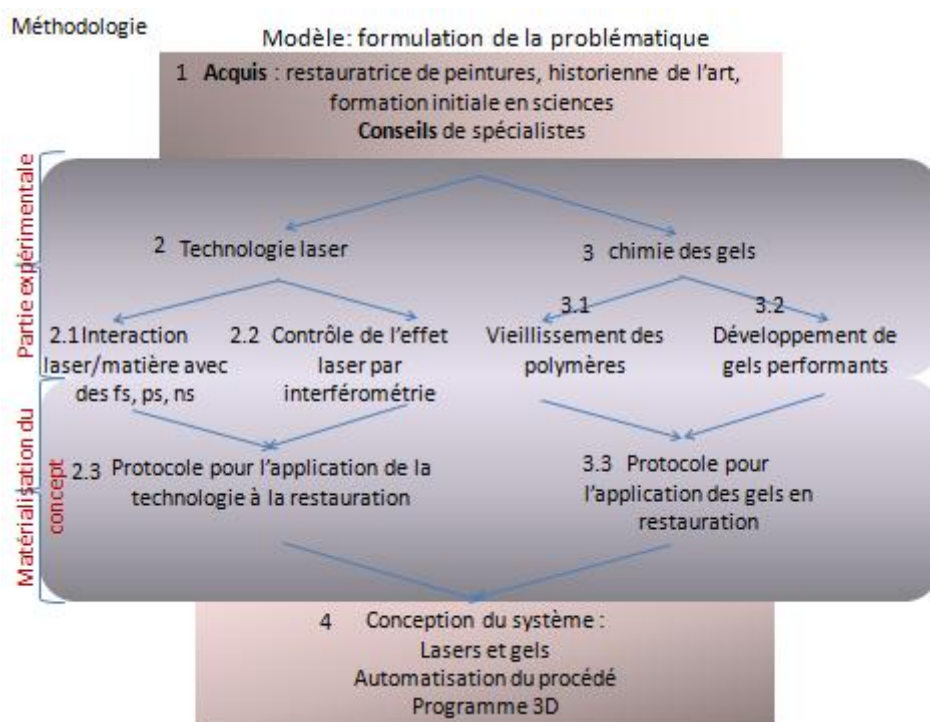 Méthodologie
Modèle: formulation de la problématique
1 Acquis : restauratrice de peintures, historienne de l'art,
formation initiale en sciences
Conseils de spécialistes
Partie expérimentale
2 Technologie laser
3 chimie des gels
2.1 Interaction
laser/matière avec
des fs, ps, ns
2.2 Contrôle de l'effet
laser par
interférométrie
3.1
Vieillissement des
polymères
3.2
Développement de
gels performants
Matérialisation du
concept
2.3 Protocole pour l'application de la
technologie à la restauration
3.3 Protocole pour
l'application des gels en
restauration
4 Conception du système :
Lasers et gels
Automatisation du procédé
Programme 3D